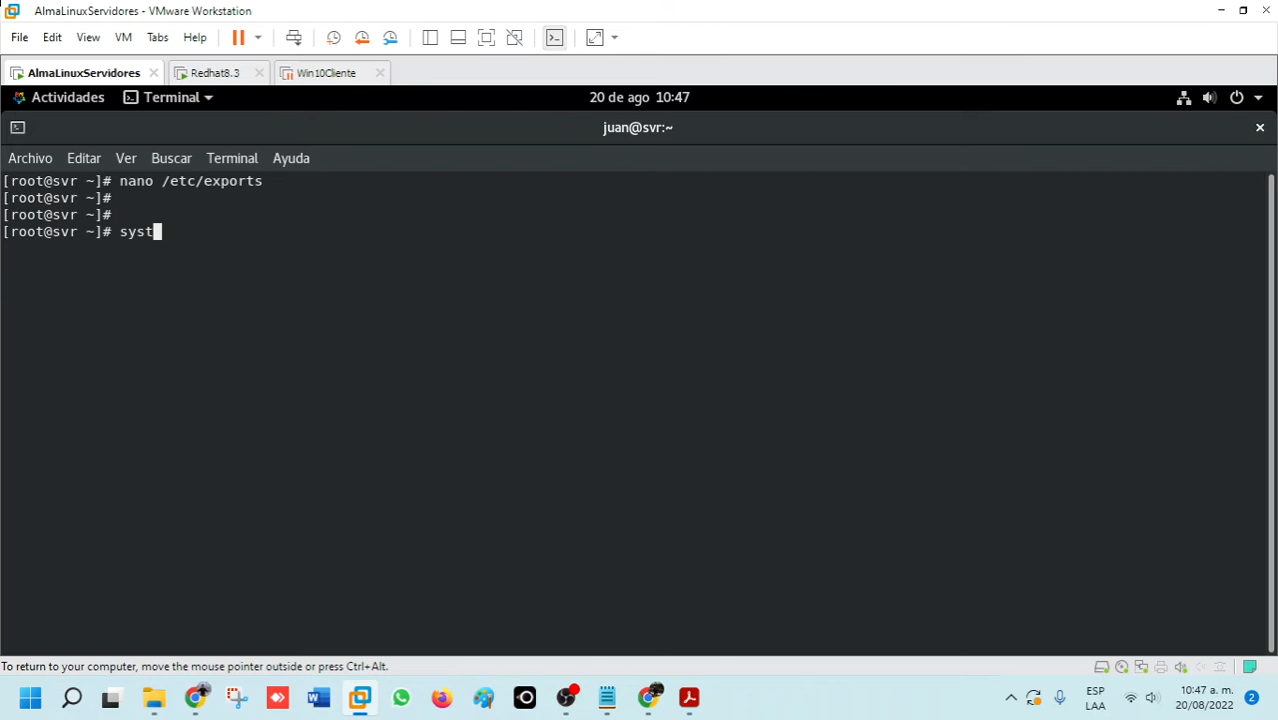 AlmaLinuxServidores - VMware Workstation
File Edit View VM Tabs Help
AlmaLinuxServidores Redhat8.3 Win10Cliente
Actividades Terminal 20 de ago 10:47
juan@svr:~
Archivo Editar Ver Buscar Terminal Ayuda
[root@svr ~]# nano /etc/exports
[root@svr ~]#
[root@svr ~]#
[root@svr ~]# syst
To return to your computer, move the mouse pointer outside or press Ctrl+Alt.
ESP 10:47 a. m.
LAA 20/08/2022 2